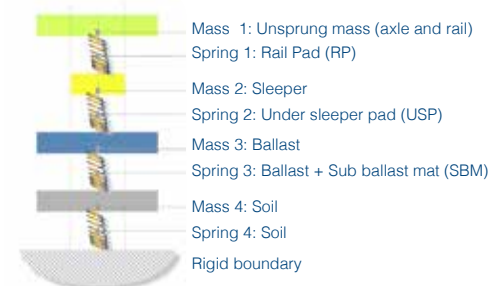 Mass 1: Unsprung mass (axle and rail)
Spring 1: Rail Pad (RP)
Mass 2: Sleeper
Spring 2: Under sleeper pad (USP)
Mass 3: Ballast
Spring 3: Ballast + Sub ballast mat (SBM)
Mass 4: Soil
Spring 4: Soil
Rigid boundary